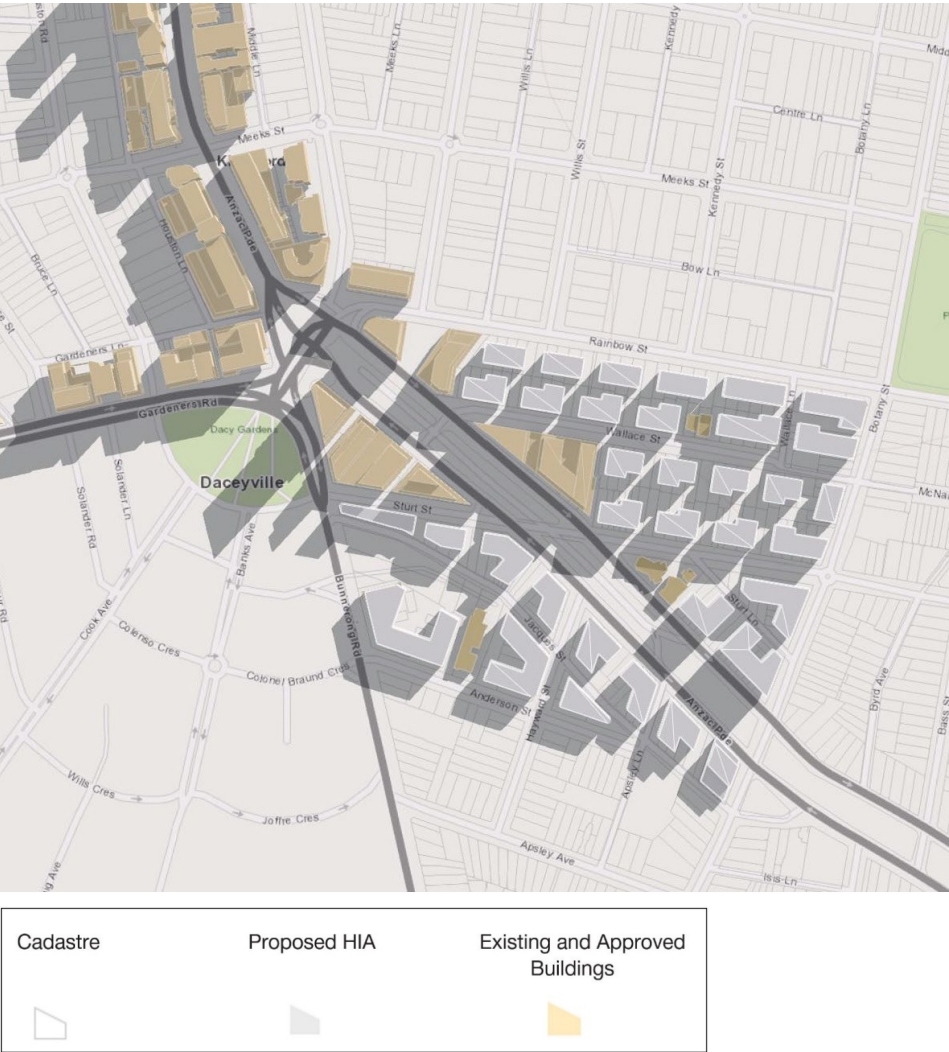 Middle Ln
Meeks Ln
Willis Ln
Kennedy
Centre Ln
Botany Ln
Meeks St
Willis St
Meeks St
Kennedy St
Anzac Pde
Houston Ln
Bruce Ln
Bow Ln
Rainbow St
Gardeners Ln
Gardeners Rd
Dacy Gardens
Daceyville
Wallace St
Wallace Ln
Botany St
Solander Ln
Solander Rd
Sturt St
Banks Ave
Bunnerong Rd
Cook Ave
Colenso Cres
Colonel Braund Cres
Jacques St
Sturt Ln
Anderson St
Hayward St
Anzac Pde
Byrd Ave
Apsley Ln
Wills Cres
Joffre Cres
Apsley Ave
Isis Ln
Cadastre
Proposed HIA
Existing and Approved
Buildings